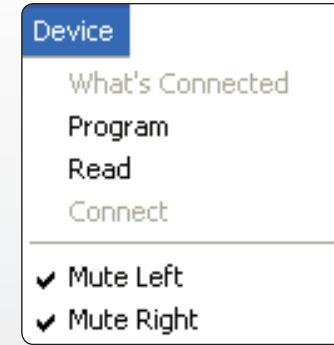 Device
What's Connected
Program
Read
Connect
Mute Left
Mute Right